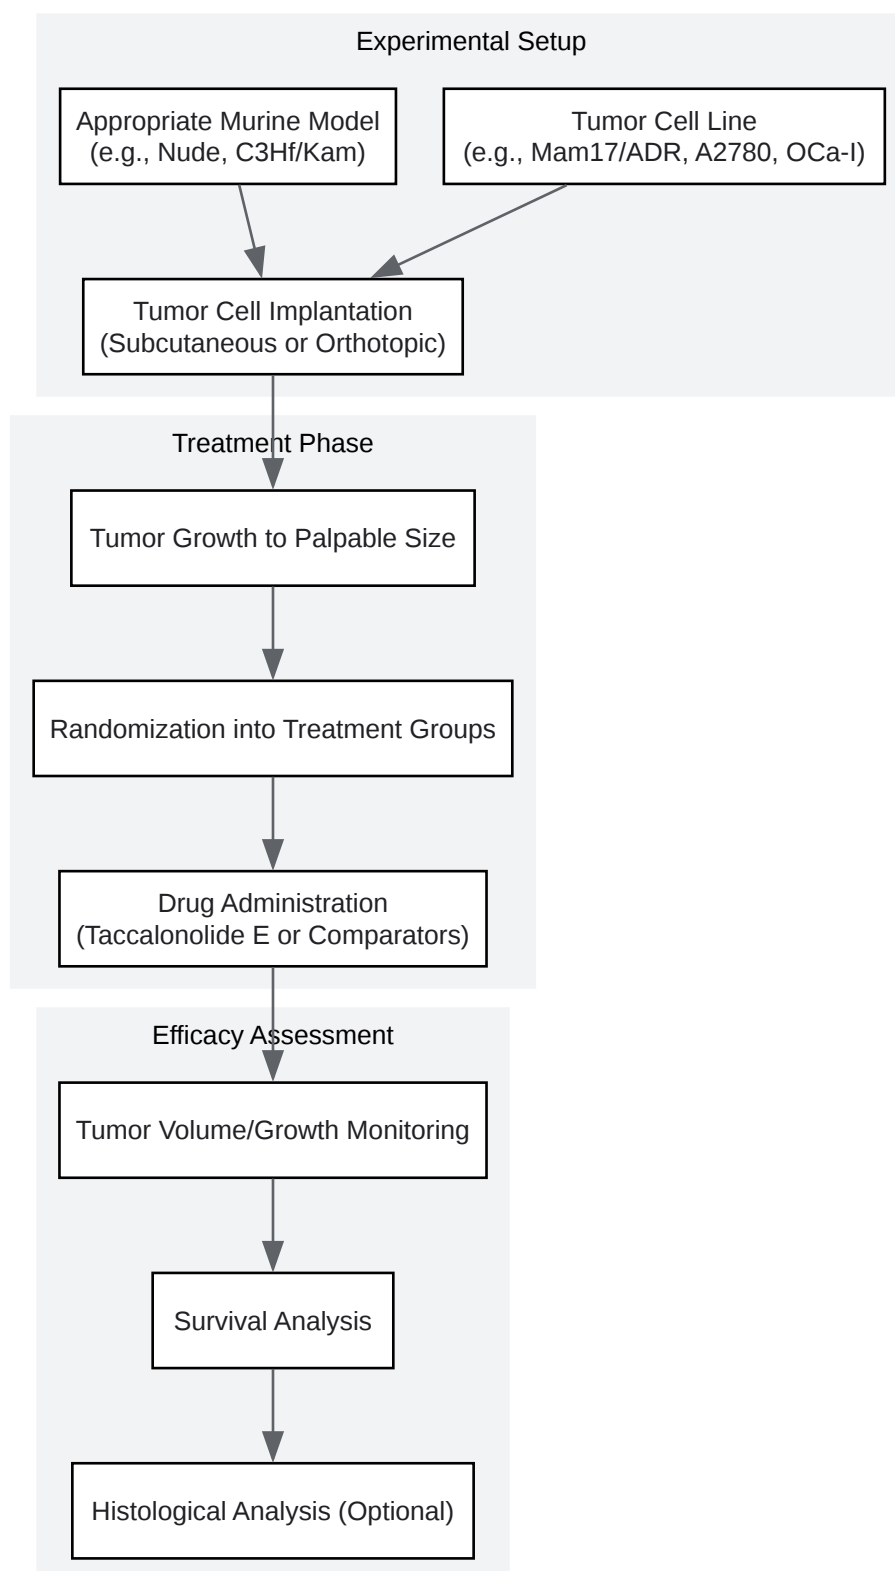 Experimental Setup
Appropriate Murine Model
(e.g., Nude, C3Hf/Kam)
Tumor Cell Line
(e.g., Mam17/ADR, A2780, OCa-I)
Tumor Cell Implantation
(Subcutaneous or Orthotopic)
Treatment Phase
Tumor Growth to Palpable Size
Randomization into Treatment Groups
Drug Administration
(Taccalonolide E or Comparators)
Efficacy Assessment
Tumor Volume/Growth Monitoring
Survival Analysis
Histological Analysis (Optional)